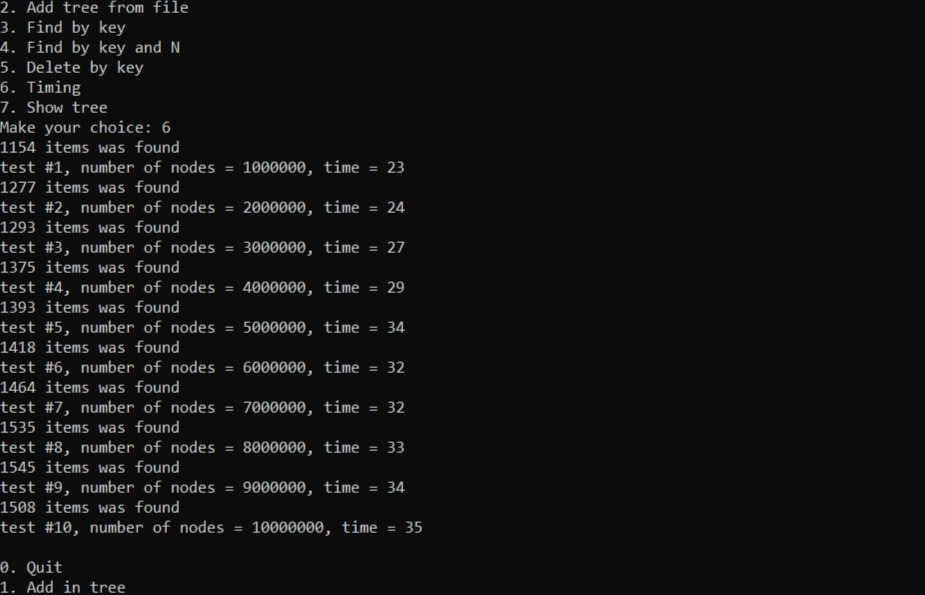 2. Add tree from file
3. Find by key
4. Find by key and N
5. Delete by key
6. Timing
7. Show tree
Make your choice: 6
1154 items was found
test #1, number of nodes = 1000000, time = 23
1277 items was found
test #2, number of nodes = 2000000, time = 24
1293 items was found
test #3, number of nodes = 3000000, time = 27
1375 items was found
test #4, number of nodes = 4000000, time = 29
1393 items was found
test #5, number of nodes = 5000000, time = 34
1418 items was found
test #6, number of nodes = 6000000, time = 32
1464 items was found
test #7, number of nodes = 7000000, time = 32
1535 items was found
test #8, number of nodes = 8000000, time = 33
1545 items was found
test #9, number of nodes = 9000000, time = 34
1508 items was found
test #10, number of nodes = 10000000, time = 35
0. Quit
1. Add in tree